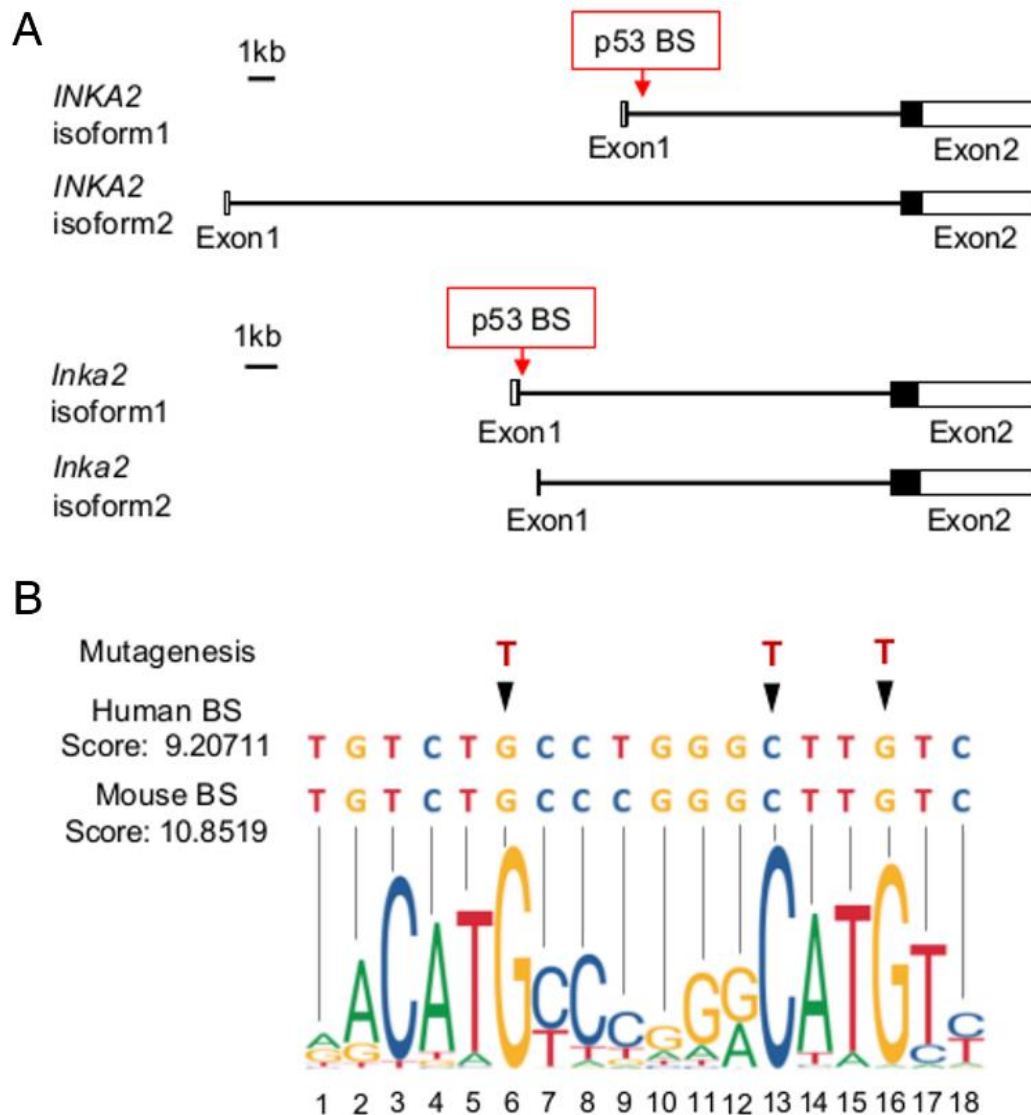 A
1kb
p53 BS
INKA2
isoform1
Exon1
Exon2
INKA2
isoform2
Exon1
Exon2
1kb
p53 BS
Inka2
isoform1
Exon1
Exon2
Inka2
isoform2
Exon1
Exon2
B
Mutagenesis T T T
Human BS
Score: 9.20711 T G T C T G C C T G G G C T T G T C
Mouse BS
Score: 10.8519 T G T C T G C C C G G G C T T G T C
A A C A T G C C C G G G C A T G T C
1 2 3 4 5 6 7 8 9 10 11 12 13 14 15 16 17 18